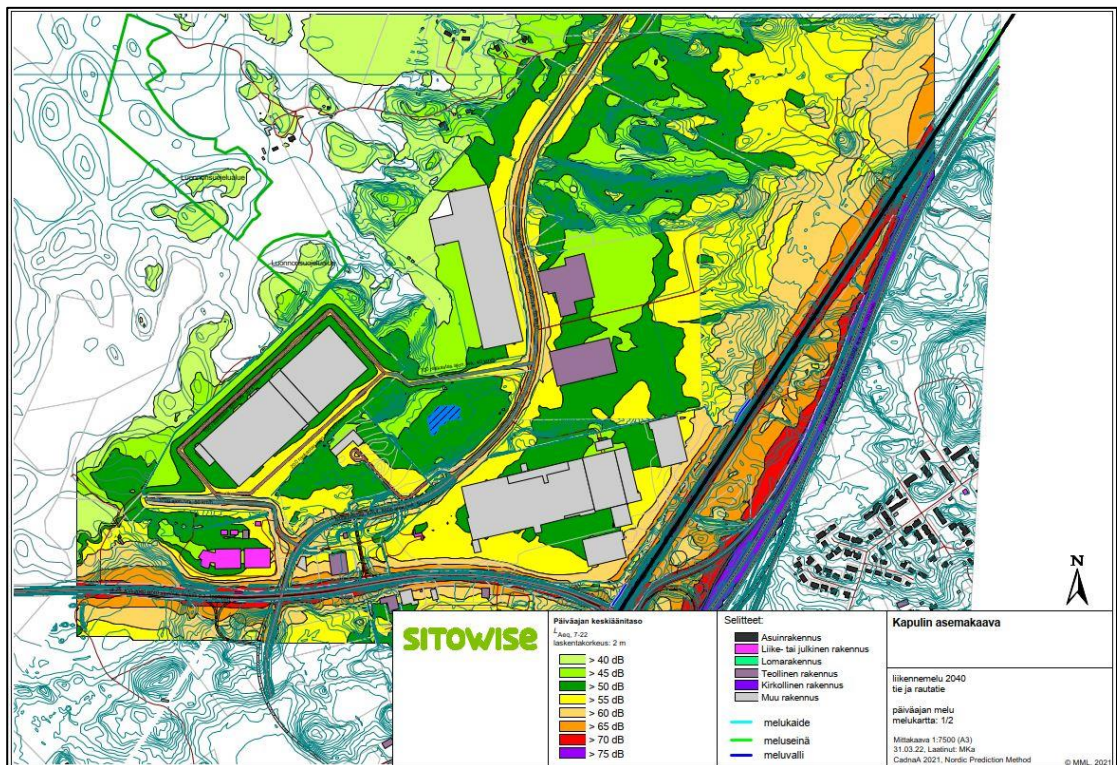 Luonnonsuojelualue
Luonnonsuojelualue
N
SITOWISE
Päiväajan keskiäänitaso
LAeq, 7-22
laskentakorkeus: 2 m
> 40 dB
> 45 dB
> 50 dB
> 55 dB
> 60 dB
> 65 dB
> 70 dB
> 75 dB
Selitteet:
Asuinrakennus
Liike- tai julkinen rakennus
Lomarakennus
Teollinen rakennus
Kirkollinen rakennus
Muu rakennus
melukaide
meluseinä
meluvalli
Kapulin asemakaava
liikennemelu 2040
tie ja rautatie
päiväajan melu
melukartta: 1/2
Mittakaava 1:7500 (A3)
31.03.22, Laatinut: MKa
CadnaA 2021, Nordic Prediction Method
© MML, 2021